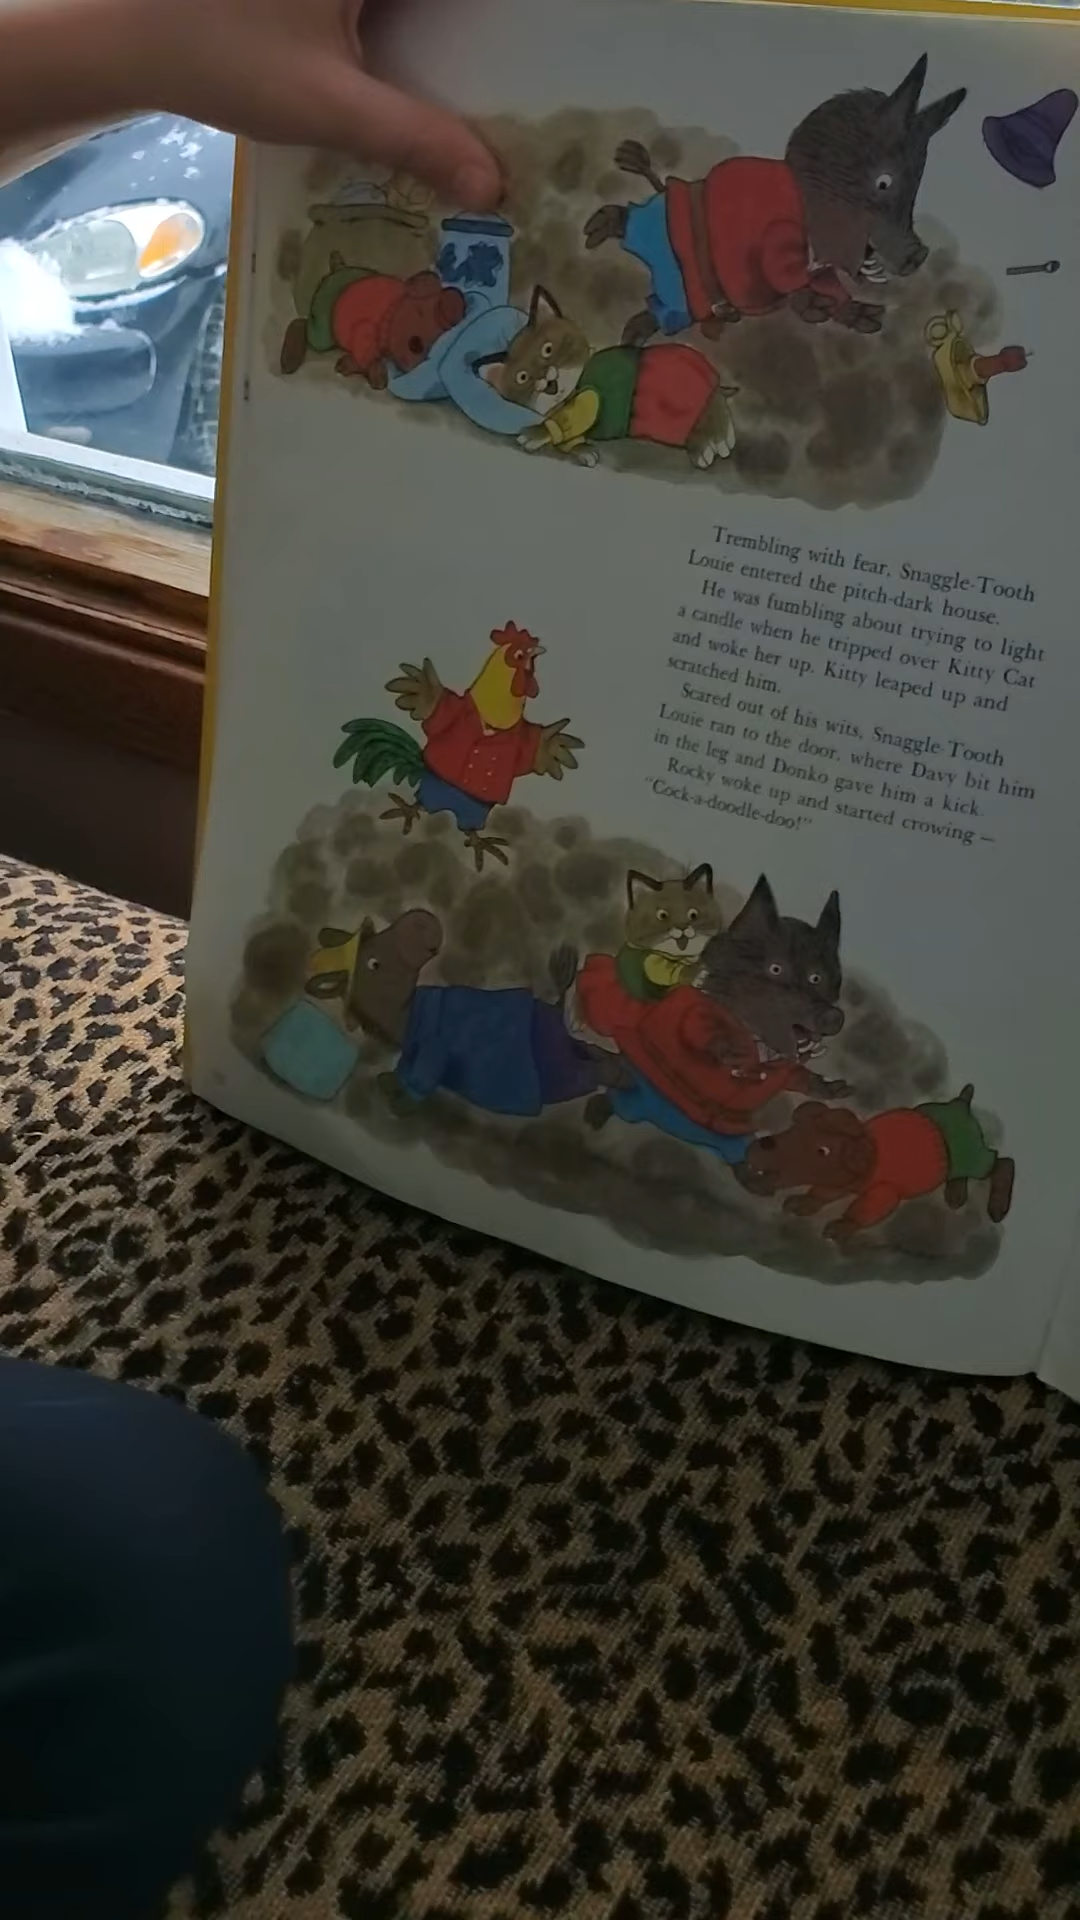 Trembling with fear, Snaggle-Tooth
Louie entered the pitch-dark house.
He was fumbling about trying to light
a candle when he tripped over Kitty Cat
and woke her up. Kitty leaped up and
scratched him.
Scared out of his wits, Snaggle-Tooth
Louie ran to the door, where Davy bit him
in the leg and Donko gave him a kick.
Rocky woke up and started crowing —
"Cock-a-doodle-doo!"